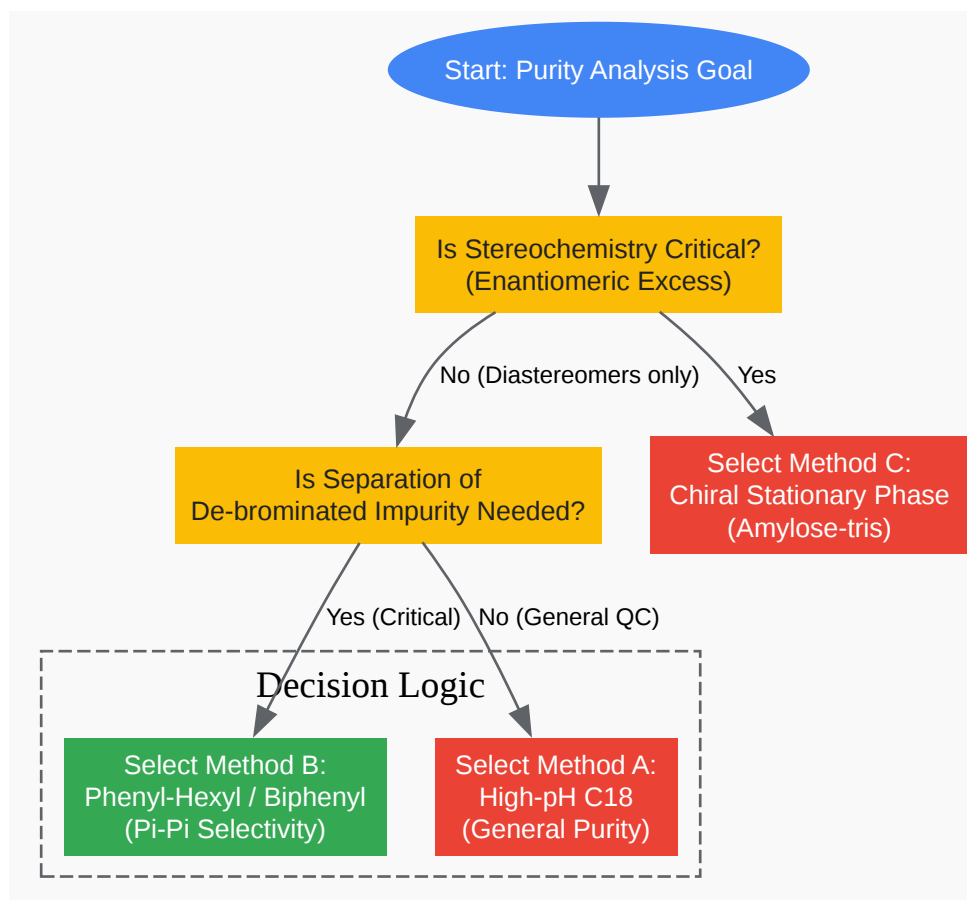 Start: Purity Analysis Goal
Is Stereochemistry Critical?
(Enantiomeric Excess)
No (Diastereomers only)
Yes
Is Separation of
De-brominated Impurity Needed?
Select Method C:
Chiral Stationary Phase
(Amylose-tris)
Yes (Critical)
No (General QC)
Decision Logic
Select Method B:
Phenyl-Hexyl / Biphenyl
(Pi-Pi Selectivity)
Select Method A:
High-pH C18
(General Purity)